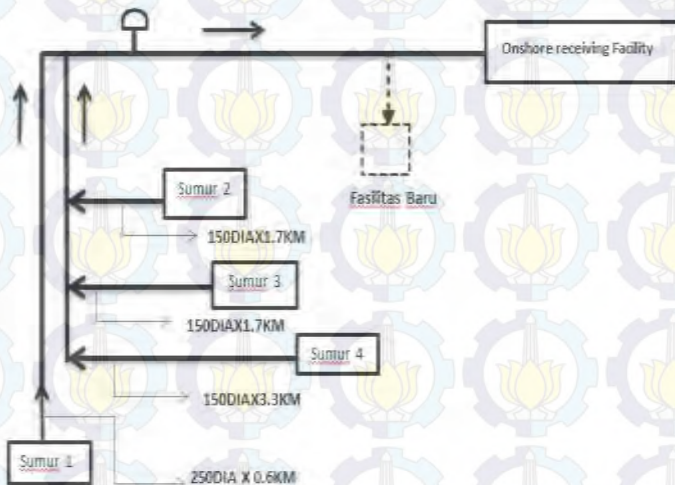 Onshore receiving Facility
Sumur 2
Fasilitas Baru
150DIAX1.7KM
Sumur 3
150DIAX1.7KM
Sumur 4
150DIAX3.3KM
Sumur 1
250DIA X 0.6KM